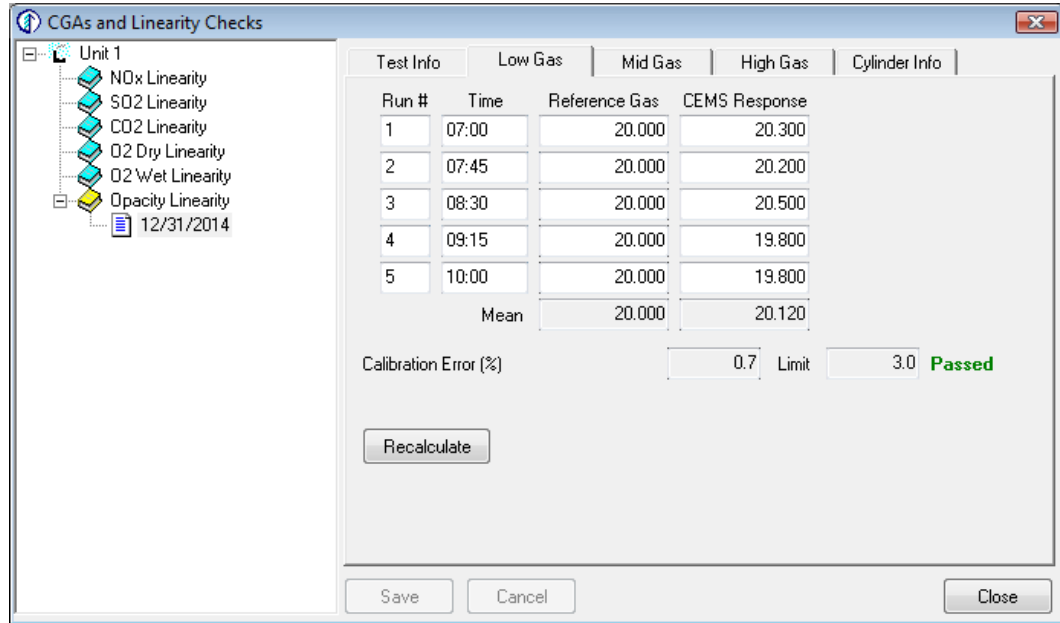 CGAs and Linearity Checks
Unit 1
NOx Linearity
SO2 Linearity
CO2 Linearity
O2 Dry Linearity
O2 Wet Linearity
Opacity Linearity
12/31/2014
Test Info Low Gas Mid Gas High Gas Cylinder Info
Run # Time Reference Gas CEMS Response
1 07:00 20.000 20.300
2 07:45 20.000 20.200
3 08:30 20.000 20.500
4 09:15 20.000 19.800
5 10:00 20.000 19.800
Mean 20.000 20.120
Calibration Error (%) 0.7 Limit 3.0 Passed
Recalculate
Save Cancel Close